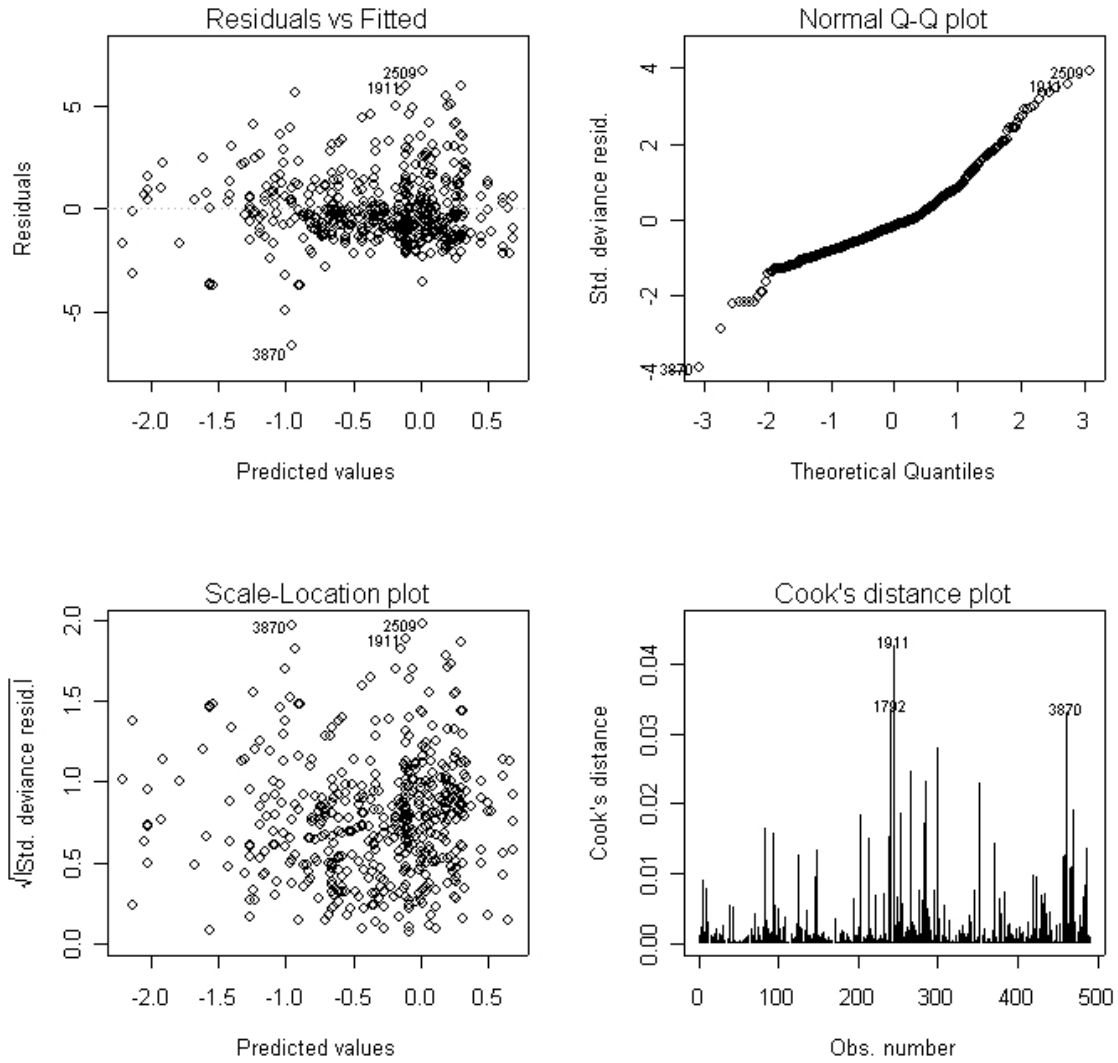 Residuals vs Fitted
Residuals
5
0
-5
2509
1911
3870
-2.0 -1.5 -1.0 -0.5 0.0 0.5
Predicted values
Normal Q-Q plot
Std. deviance resid.
4
2
0
-2
-4
2509
1911
3870
-3 -2 -1 0 1 2 3
Theoretical Quantiles
Scale-Location plot
√|Std. deviance resid.|
2.0
1.5
1.0
0.5
0.0
3870
2509
1911
-2.0 -1.5 -1.0 -0.5 0.0 0.5
Predicted values
Cook's distance plot
Cook's distance
0.04
0.03
0.02
0.01
0.00
1911
1792
3870
0 100 200 300 400 500
Obs. number